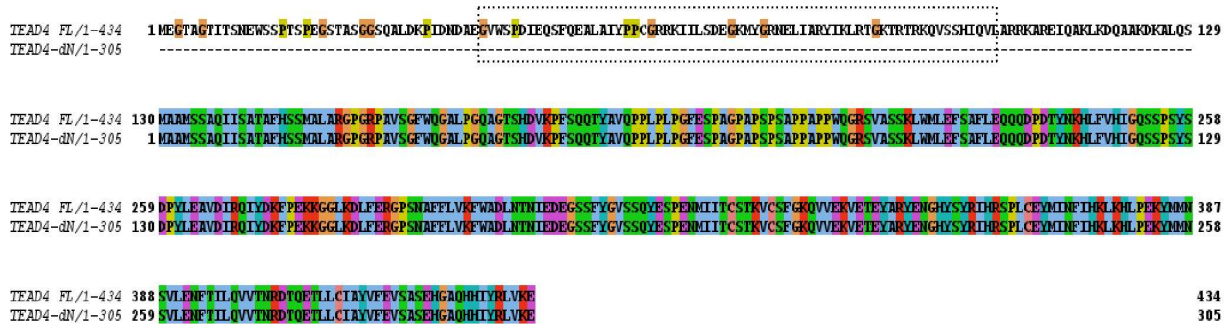 TEAD4 FL/1-434 1 MEGTAGTITSNEWSSPTSPEGSTASGGSQALDKPIDNDAEGVWSPDIEQSFQEALAIYPPCGRRKIILSDEGKMYGRNELIARYIKLRTGKTRTRKQVSSHIQVLARRKAREIQAKLKDQAAKDKALQS 129
TEAD4-dN/1-305 ---------------------------------------------------------------------------------------------------------------------------------
TEAD4 FL/1-434 130 MAAMSSAQIISATAFHSSMALARGPGRPAVSGFWQGALPGQAGTSHDVKPFSQQTYAVQPPLPLPGFESPAGPAPSPSAPPAPPWQGRSVASSKLWMLEFSAFLEQQQDPDTYNKHLFVHIGQSSPSYS 258
TEAD4-dN/1-305 1 MAAMSSAQIISATAFHSSMALARGPGRPAVSGFWQGALPGQAGTSHDVKPFSQQTYAVQPPLPLPGFESPAGPAPSPSAPPAPPWQGRSVASSKLWMLEFSAFLEQQQDPDTYNKHLFVHIGQSSPSYS 129
TEAD4 FL/1-434 259 DPYLEAVDIRQIYDKFPEKKGGLKDLFERGPSNAFFLVKFWADLNTNIEDEGSSFYGVSSQYESPENMIITCSTKVCSFGKQVVEKVETEYARYENGHYSYRIHRSPLCEYMINFIHKLKHLPEKYMMN 387
TEAD4-dN/1-305 130 DPYLEAVDIRQIYDKFPEKKGGLKDLFERGPSNAFFLVKFWADLNTNIEDEGSSFYGVSSQYESPENMIITCSTKVCSFGKQVVEKVETEYARYENGHYSYRIHRSPLCEYMINFIHKLKHLPEKYMMN 258
TEAD4 FL/1-434 388 SVLENFTILQVVTNRDTQETLLCIAYVFEVSASEHGAQHHIYRLVKE 434
TEAD4-dN/1-305 259 SVLENFTILQVVTNRDTQETLLCIAYVFEVSASEHGAQHHIYRLVKE 305